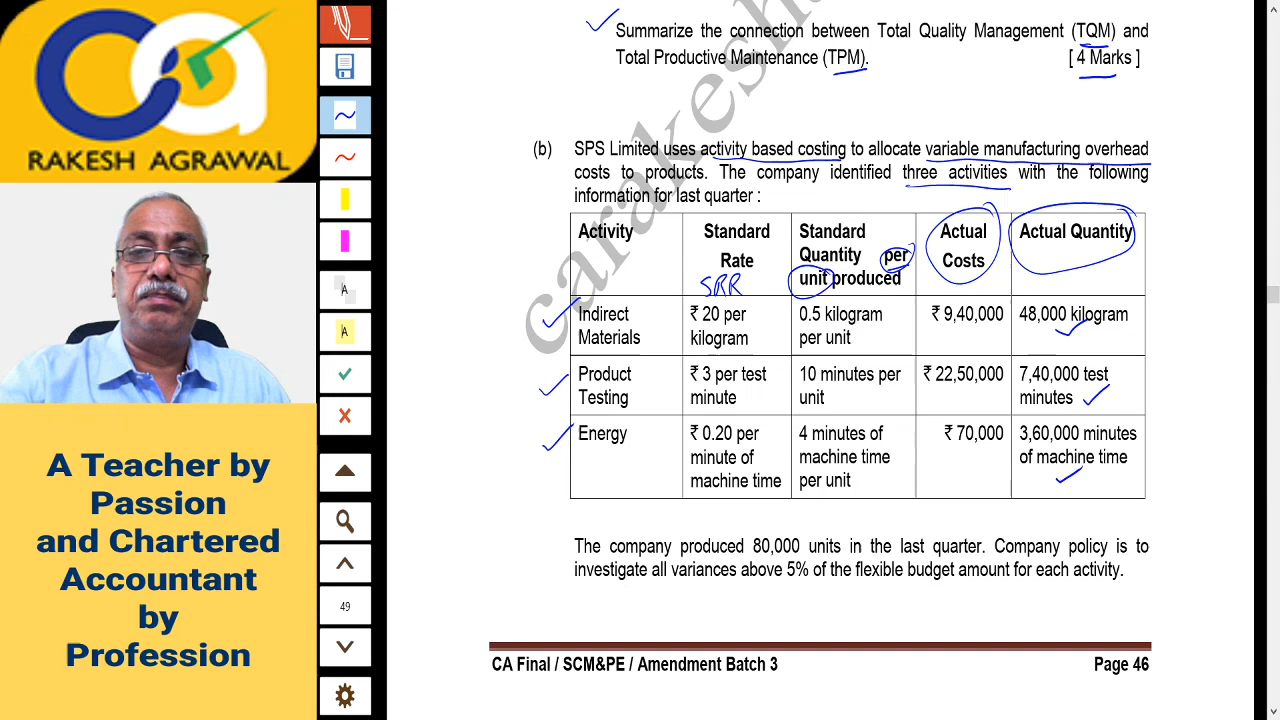 RAKESH AGRAWAL
A Teacher by
Passion
and Chartered
Accountant
by
Profession
A
A
49
carakesh
Summarize the connection between Total Quality Management (TQM) and
Total Productive Maintenance (TPM). [ 4 Marks ]
(b) SPS Limited uses activity based costing to allocate variable manufacturing overhead
costs to products. The company identified three activities with the following
information for last quarter :
Activity Standard Rate Standard Quantity per unit produced Actual Costs Actual Quantity
SRR
Indirect Materials ₹ 20 per kilogram 0.5 kilogram per unit ₹ 9,40,000 48,000 kilogram
Product Testing ₹ 3 per test minute 10 minutes per unit ₹ 22,50,000 7,40,000 test minutes
Energy ₹ 0.20 per minute of machine time 4 minutes of machine time per unit ₹ 70,000 3,60,000 minutes of machine time
The company produced 80,000 units in the last quarter. Company policy is to
investigate all variances above 5% of the flexible budget amount for each activity.
CA Final / SCM&PE / Amendment Batch 3 Page 46